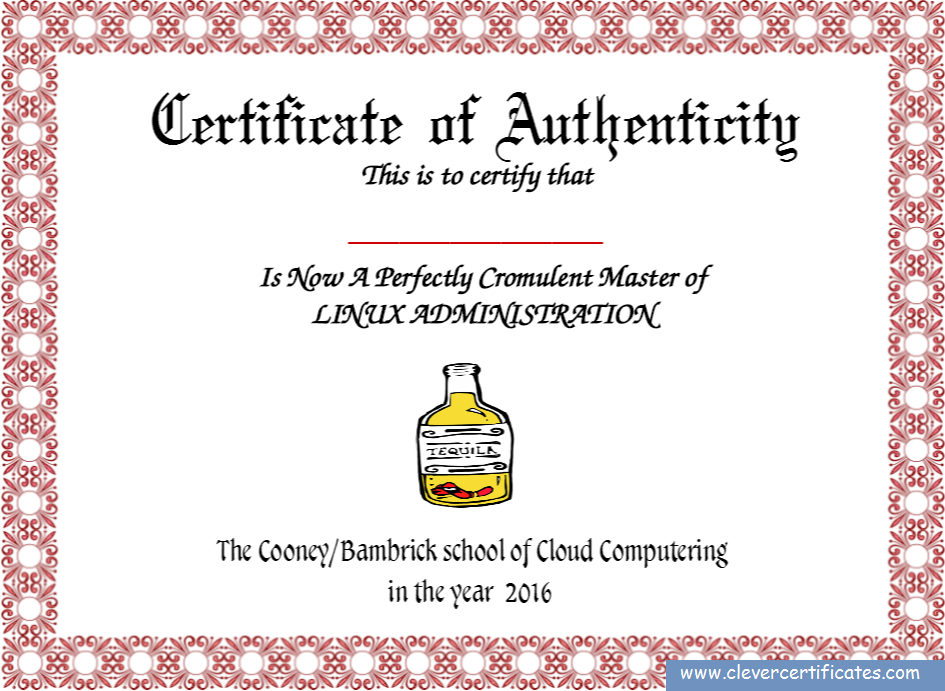 Certificate of Authenticity
This is to certify that
Is Now A Perfectly Cromulent Master of
LINUX ADMINISTRATION
TEQUILA
The Cooney/Bambrick school of Cloud Computering
in the year 2016
www.clevercertificates.com